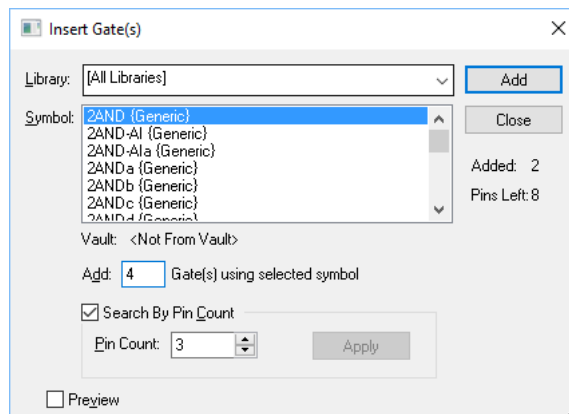 Insert Gate(s)
Library: [All Libraries] Add
Symbol: 2AND {Generic} Close
2AND-AI {Generic}
2AND-AIa {Generic}
2ANDa {Generic} Added: 2
2ANDb {Generic} Pins Left: 8
2ANDc {Generic}
2ANDd {Generic}
Vault: <Not From Vault>
Add: 4 Gate(s) using selected symbol
Search By Pin Count
Pin Count: 3 Apply
Preview